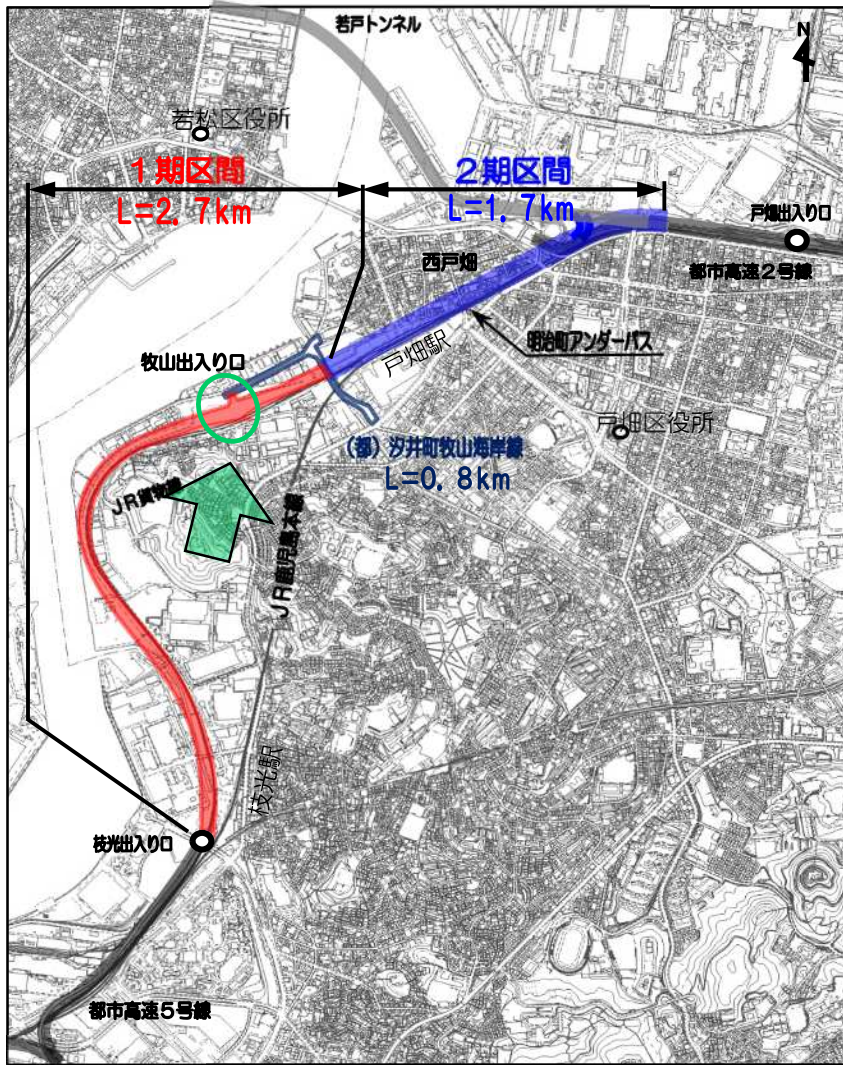 若戸トンネル
N
若松区役所
1期区間
L=2.7km
2期区間
L=1.7km
戸畑出入り口
都市高速2号線
西戸畑
戸畑駅
明治町アンダーパス
牧山出入り口
戸畑区役所
(都)汐井町牧山海岸線
L=0.8km
JR貨物線
JR鹿児島本線
枝光駅
枝光出入り口
都市高速5号線